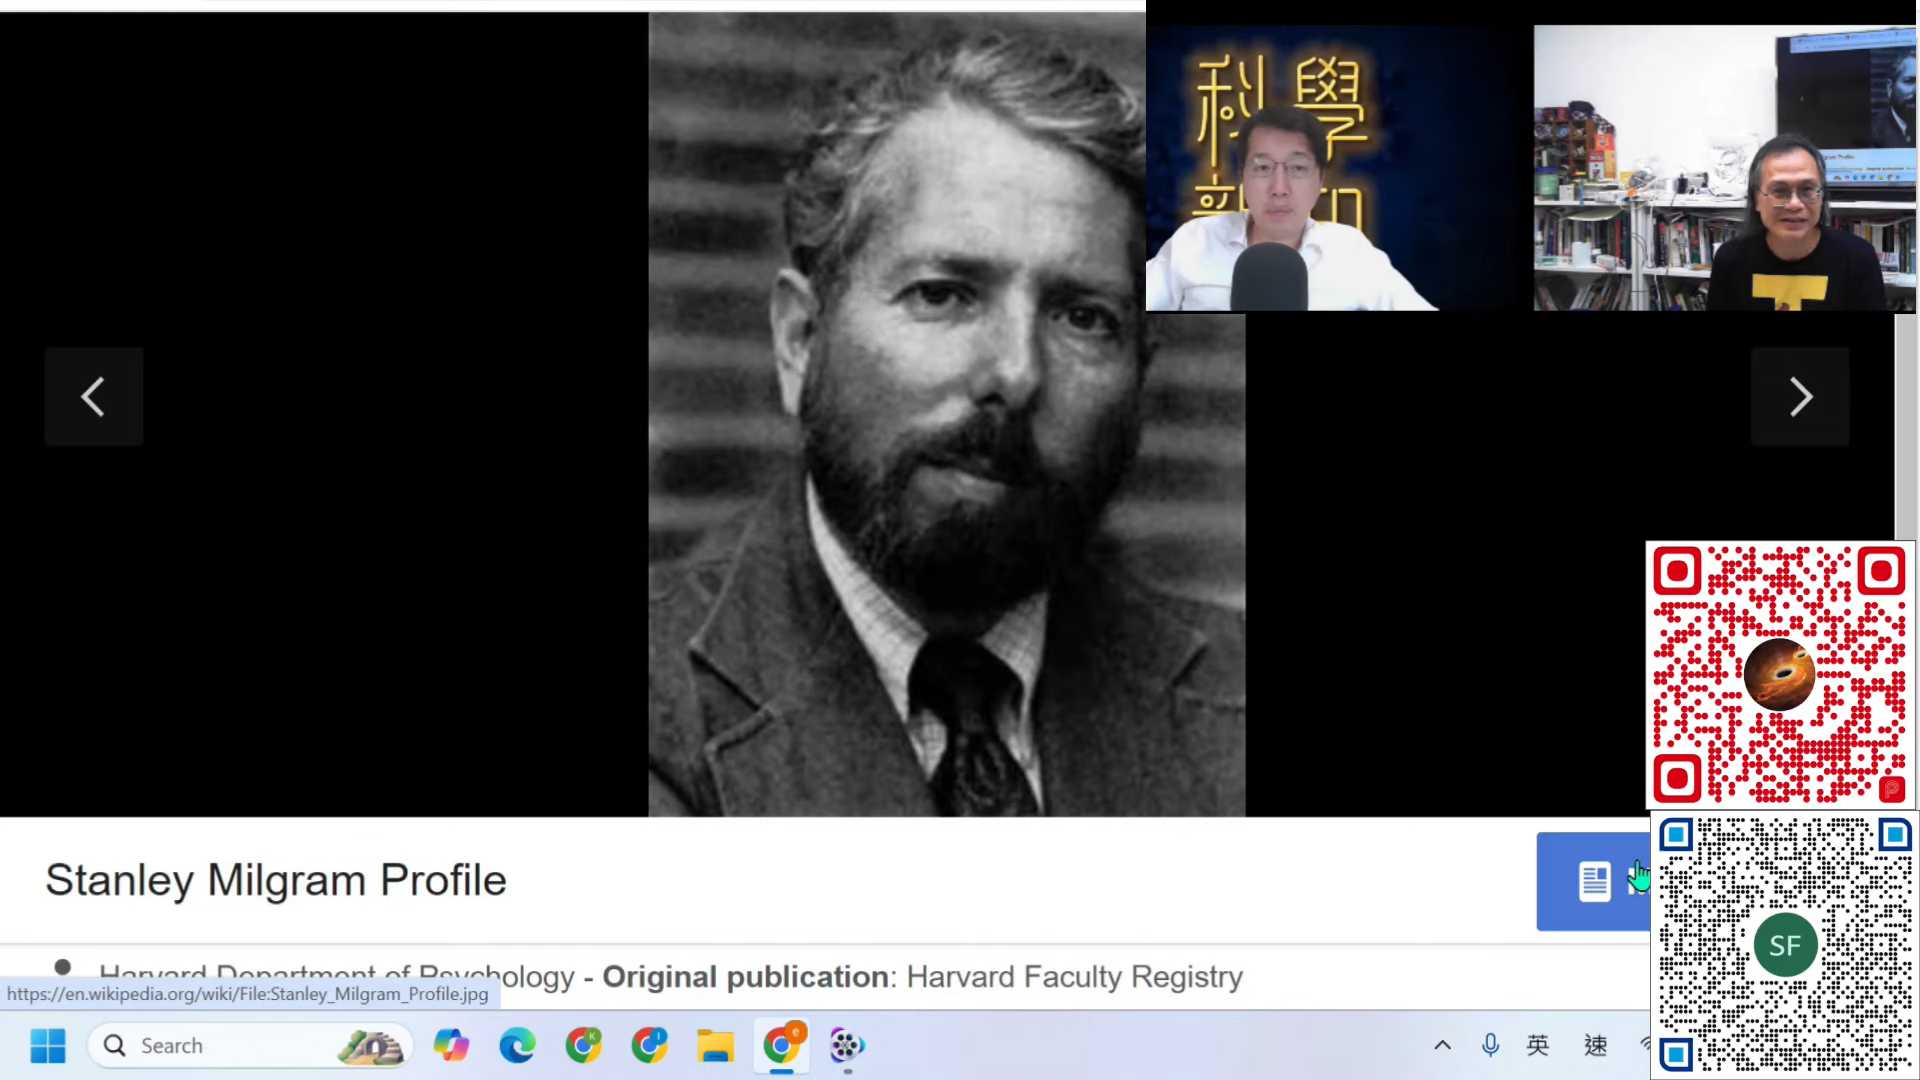 科學
Stanley Milgram Profile
Harvard Department of Psychology - Original publication: Harvard Faculty Registry
https://en.wikipedia.org/wiki/File:Stanley_Milgram_Profile.jpg
SF
Search
英
速